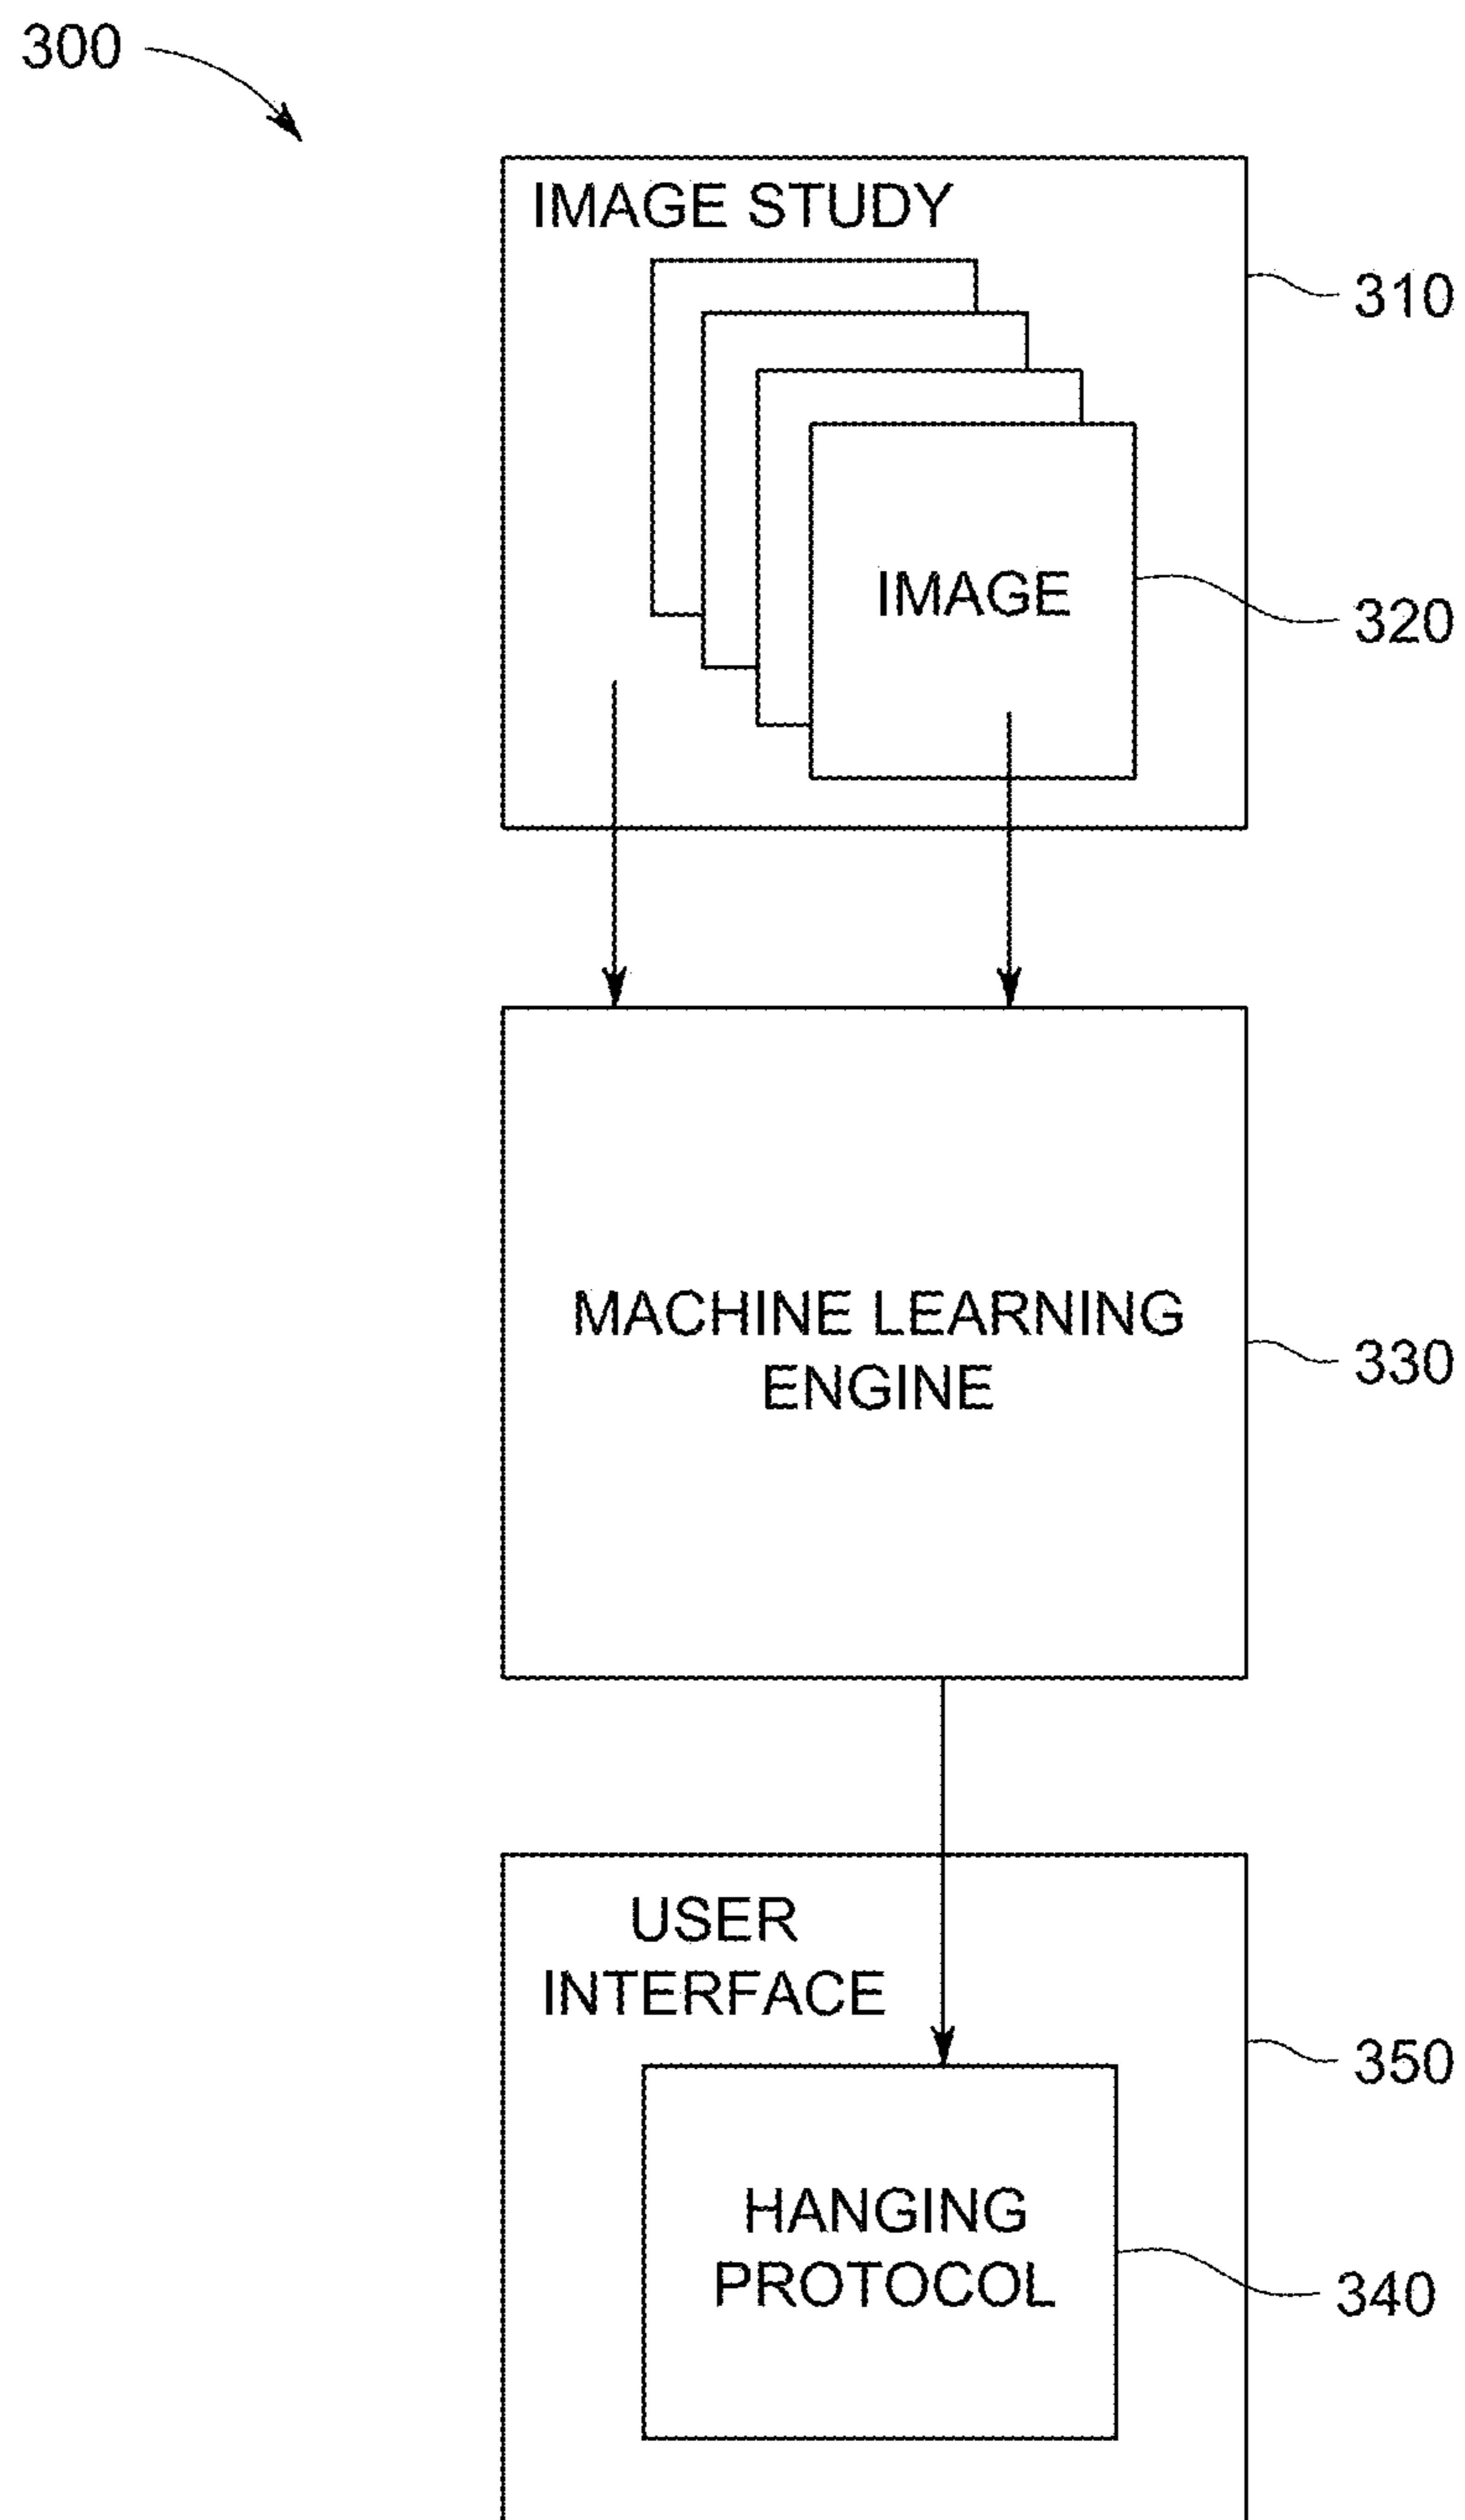 300
IMAGE STUDY
310
IMAGE
320
MACHINE LEARNING
ENGINE
330
USER
INTERFACE
350
HANGING
PROTOCOL
340